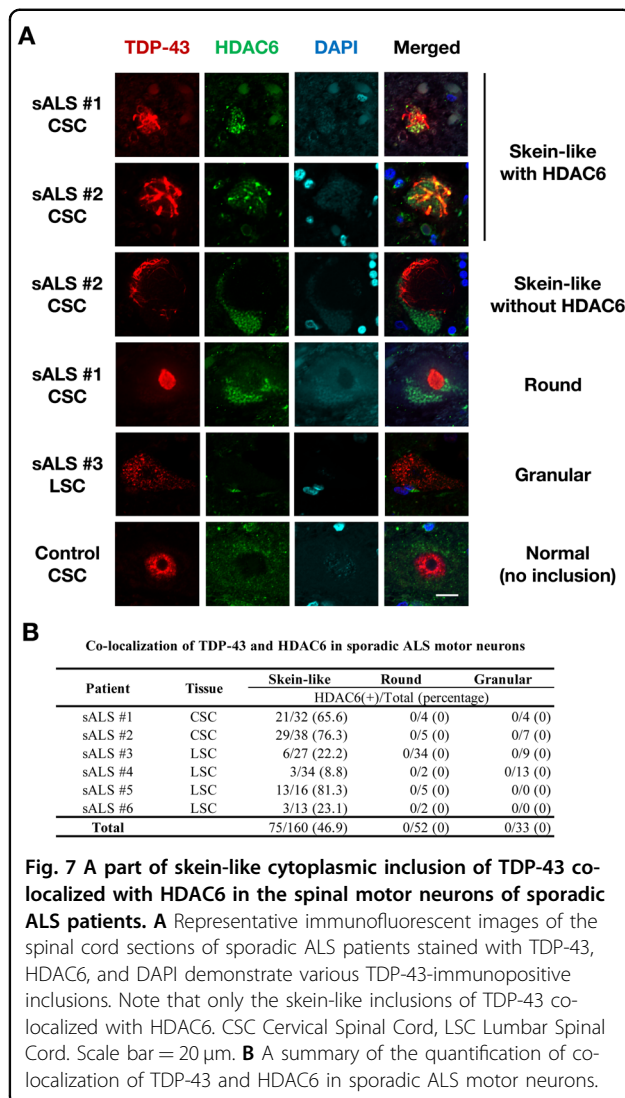 A
TDP-43 HDAC6 DAPI Merged
sALS #1
CSC
Skein-like
with HDAC6
sALS #2
CSC
sALS #2
CSC
Skein-like
without HDAC6
sALS #1
CSC
Round
sALS #3
LSC
Granular
Control
CSC
Normal
(no inclusion)
B
Co-localization of TDP-43 and HDAC6 in sporadic ALS motor neurons
Patient Tissue Skein-like Round Granular
HDAC6(+)/Total (percentage)
sALS #1 CSC 21/32 (65.6) 0/4 (0) 0/4 (0)
sALS #2 CSC 29/38 (76.3) 0/5 (0) 0/7 (0)
sALS #3 LSC 6/27 (22.2) 0/34 (0) 0/9 (0)
sALS #4 LSC 3/34 (8.8) 0/2 (0) 0/13 (0)
sALS #5 LSC 13/16 (81.3) 0/5 (0) 0/0 (0)
sALS #6 LSC 3/13 (23.1) 0/2 (0) 0/0 (0)
Total 75/160 (46.9) 0/52 (0) 0/33 (0)
Fig. 7 A part of skein-like cytoplasmic inclusion of TDP-43 co-
localized with HDAC6 in the spinal motor neurons of sporadic
ALS patients. A Representative immunofluorescent images of the
spinal cord sections of sporadic ALS patients stained with TDP-43,
HDAC6, and DAPI demonstrate various TDP-43-immunopositive
inclusions. Note that only the skein-like inclusions of TDP-43 co-
localized with HDAC6. CSC Cervical Spinal Cord, LSC Lumbar Spinal
Cord. Scale bar = 20 μm. B A summary of the quantification of co-
localization of TDP-43 and HDAC6 in sporadic ALS motor neurons.